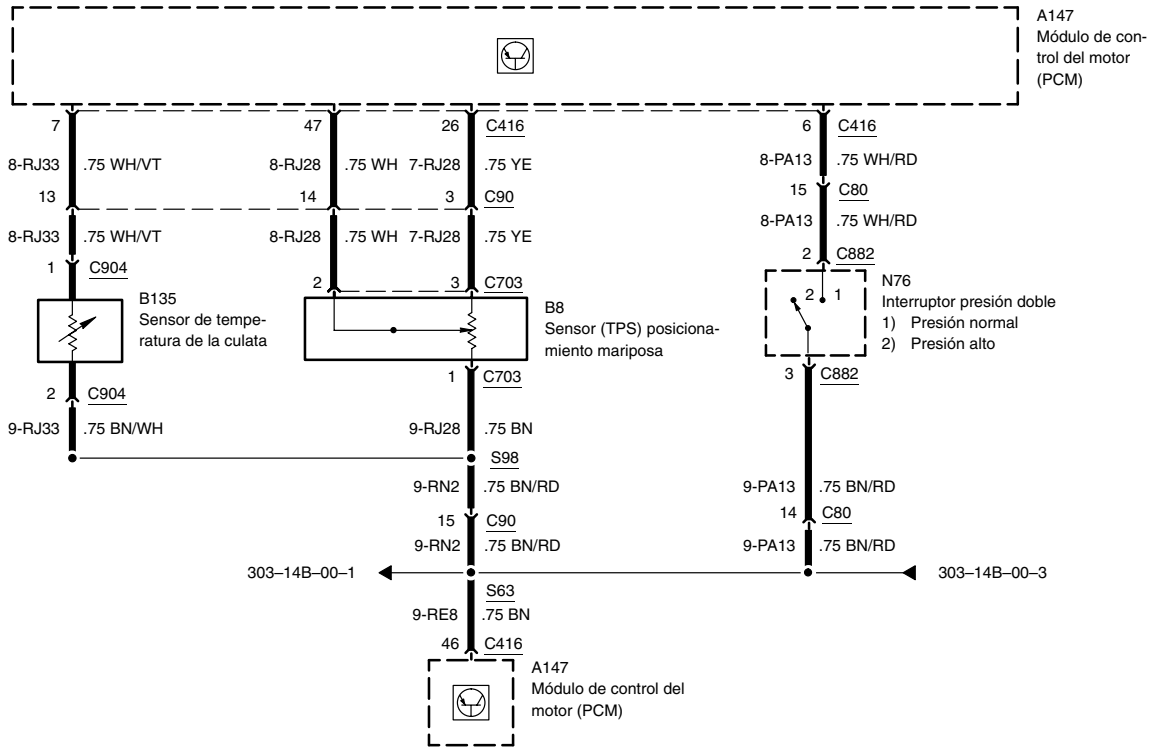 A147
Módulo de con-
trol del motor
(PCM)
7
47
26
C416
6
C416
8-RJ33
.75 WH/VT
8-RJ28
.75 WH
7-RJ28
.75 YE
8-PA13
.75 WH/RD
13
14
3
C90
15
C80
8-RJ33
.75 WH/VT
8-RJ28
.75 WH
7-RJ28
.75 YE
8-PA13
.75 WH/RD
1
C904
2
3
C703
2
C882
B135
Sensor de tempe-
ratura de la culata
B8
Sensor (TPS) posiciona-
miento mariposa
2
1
N76
Interruptor presión doble
1) Presión normal
2) Presión alto
2
C904
1
C703
3
C882
9-RJ33
.75 BN/WH
9-RJ28
.75 BN
S98
9-RN2
.75 BN/RD
9-PA13
.75 BN/RD
15
C90
14
C80
9-RN2
.75 BN/RD
9-PA13
.75 BN/RD
303–14B–00–1
303–14B–00–3
S63
9-RE8
.75 BN
46
C416
A147
Módulo de control del
motor (PCM)